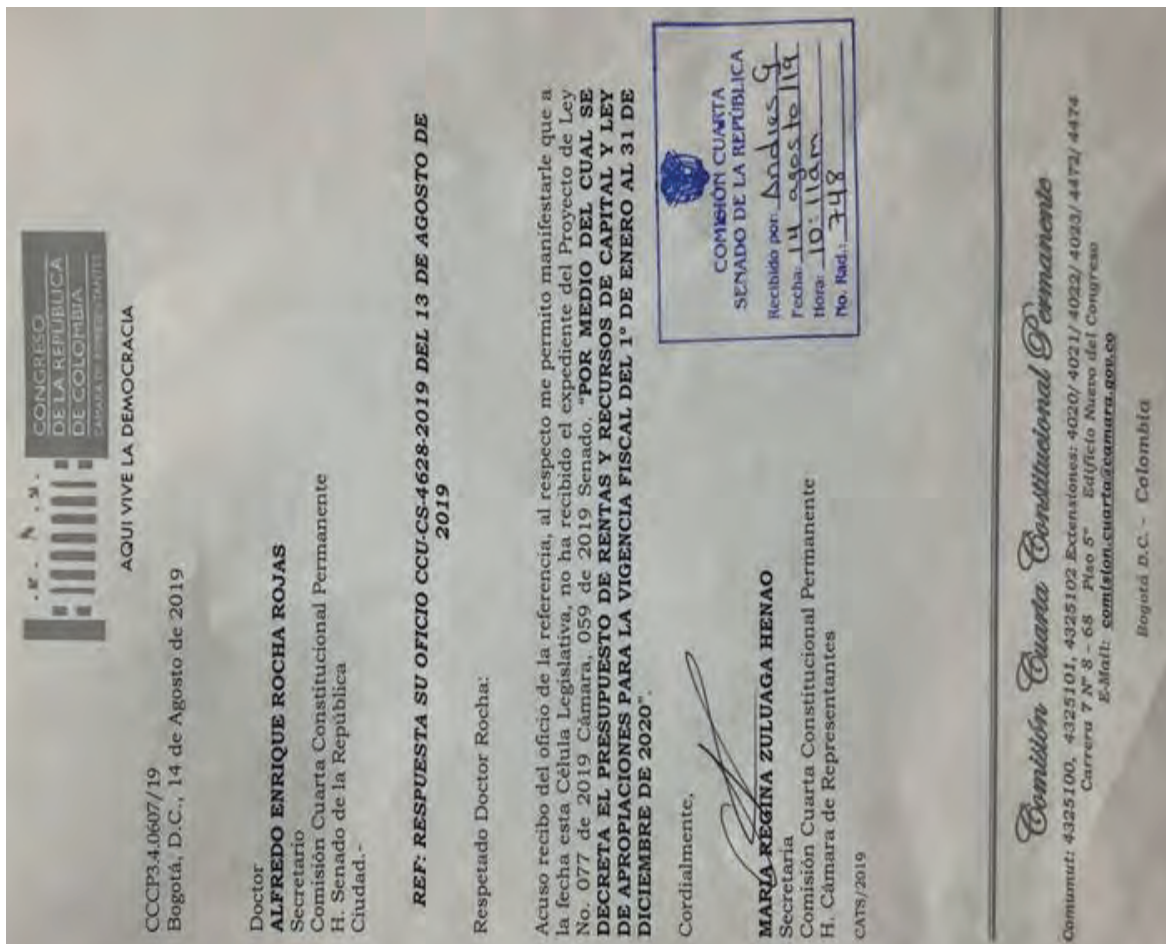 CONGRESO
DE LA REPÚBLICA
DE COLOMBIA
CÁMARA DE REPRESENTANTES
AQUI VIVE LA DEMOCRACIA
CCCP3.4.0607/19
Bogotá, D.C., 14 de Agosto de 2019
Doctor
ALFREDO ENRIQUE ROCHA ROJAS
Secretario
Comisión Cuarta Constitucional Permanente
H. Senado de la República
Ciudad.-
REF: RESPUESTA SU OFICIO CCU-CS-4628-2019 DEL 13 DE AGOSTO DE
2019
Respetado Doctor Rocha:
Acuso recibo del oficio de la referencia, al respecto me permito manifestarle que a
la fecha esta Célula Legislativa, no ha recibido el expediente del Proyecto de Ley
No. 077 de 2019 Cámara, 059 de 2019 Senado. "POR MEDIO DEL CUAL SE
DECRETA EL PRESUPUESTO DE RENTAS Y RECURSOS DE CAPITAL Y LEY
DE APROPIACIONES PARA LA VIGENCIA FISCAL DEL 1° DE ENERO AL 31 DE
DICIEMBRE DE 2020".
Cordialmente,
MARIA REGINA ZULUAGA HENAO
Secretaria
Comisión Cuarta Constitucional Permanente
H. Cámara de Representantes
CATS/2019
COMISIÓN CUARTA
SENADO DE LA REPÚBLICA
Recibido por: Andres G
Fecha: 14 agosto/19
Hora: 10:11am
No. Rad.: 748
Comisión Cuarta Constitucional Permanente
Conmut: 4325100, 4325101, 4325102 Extensiones: 4020/ 4021/ 4022/ 4023/ 4472/ 4474
Carrera 7 N° 8 – 68 Piso 5° Edificio Nuevo del Congreso
E-Mail: comision.cuarta@camara.gov.co
Bogotá D.C. – Colombia